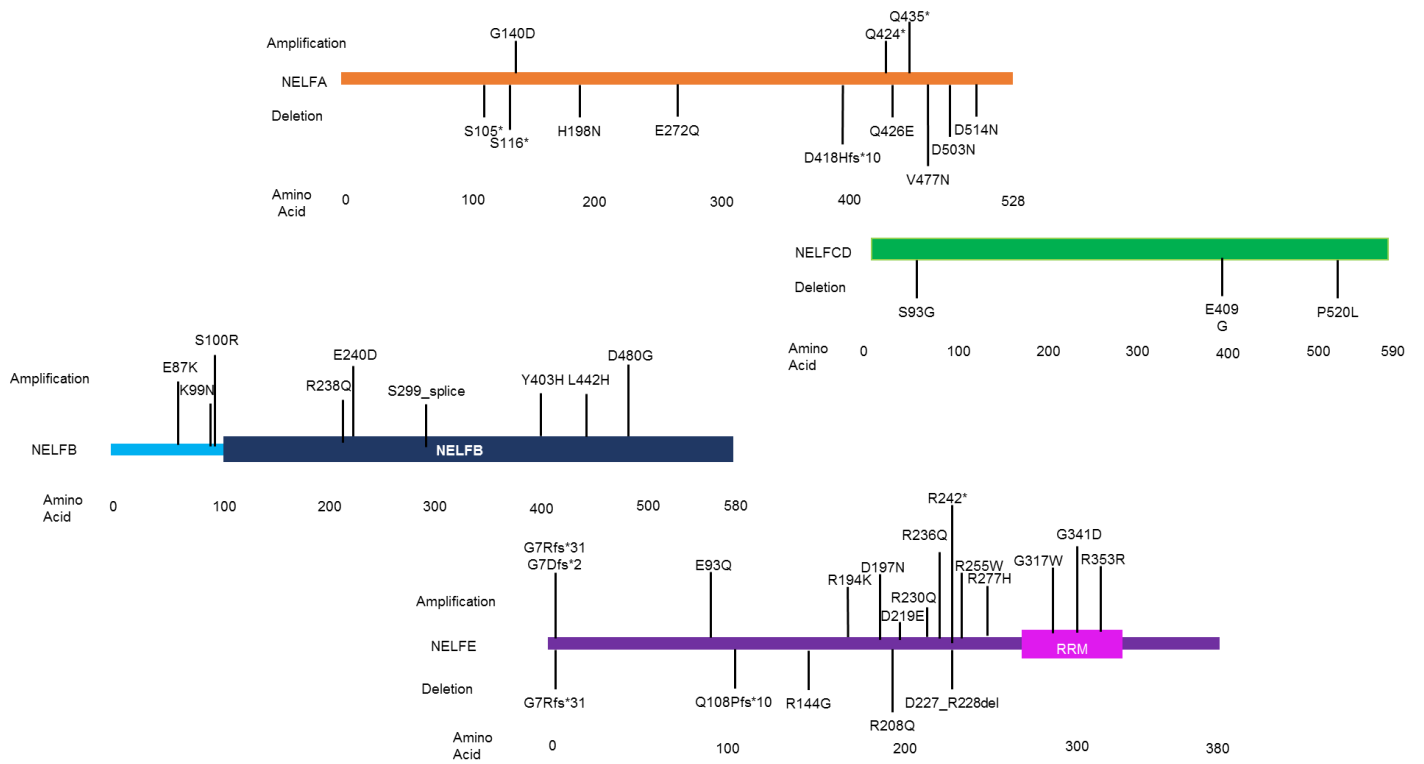 Q435*
G140D
Q424*
Amplification
NELFA
Deletion
S105*
S116*
H198N
E272Q
D418Hfs*10
Q426E
D514N
D503N
V477N
Amino
Acid
0
100
200
300
400
528
NELFCD
Deletion
S93G
E409
G
P520L
Amino
Acid
0
100
200
300
400
500
590
S100R
E87K
K99N
Amplification
E240D
R238Q
S299_splice
D480G
Y403H
L442H
NELFB
NELFB
Amino
Acid
0
100
200
300
400
500
580
G7Rfs*31
G7Dfs*2
E93Q
R242*
R236Q
G341D
D197N
R194K
R255W
G317W
R353R
R277H
R230Q
D219E
Amplification
NELFE
RRM
Deletion
G7Rfs*31
Q108Pfs*10
R144G
D227_R228del
R208Q
Amino
Acid
0
100
200
300
380